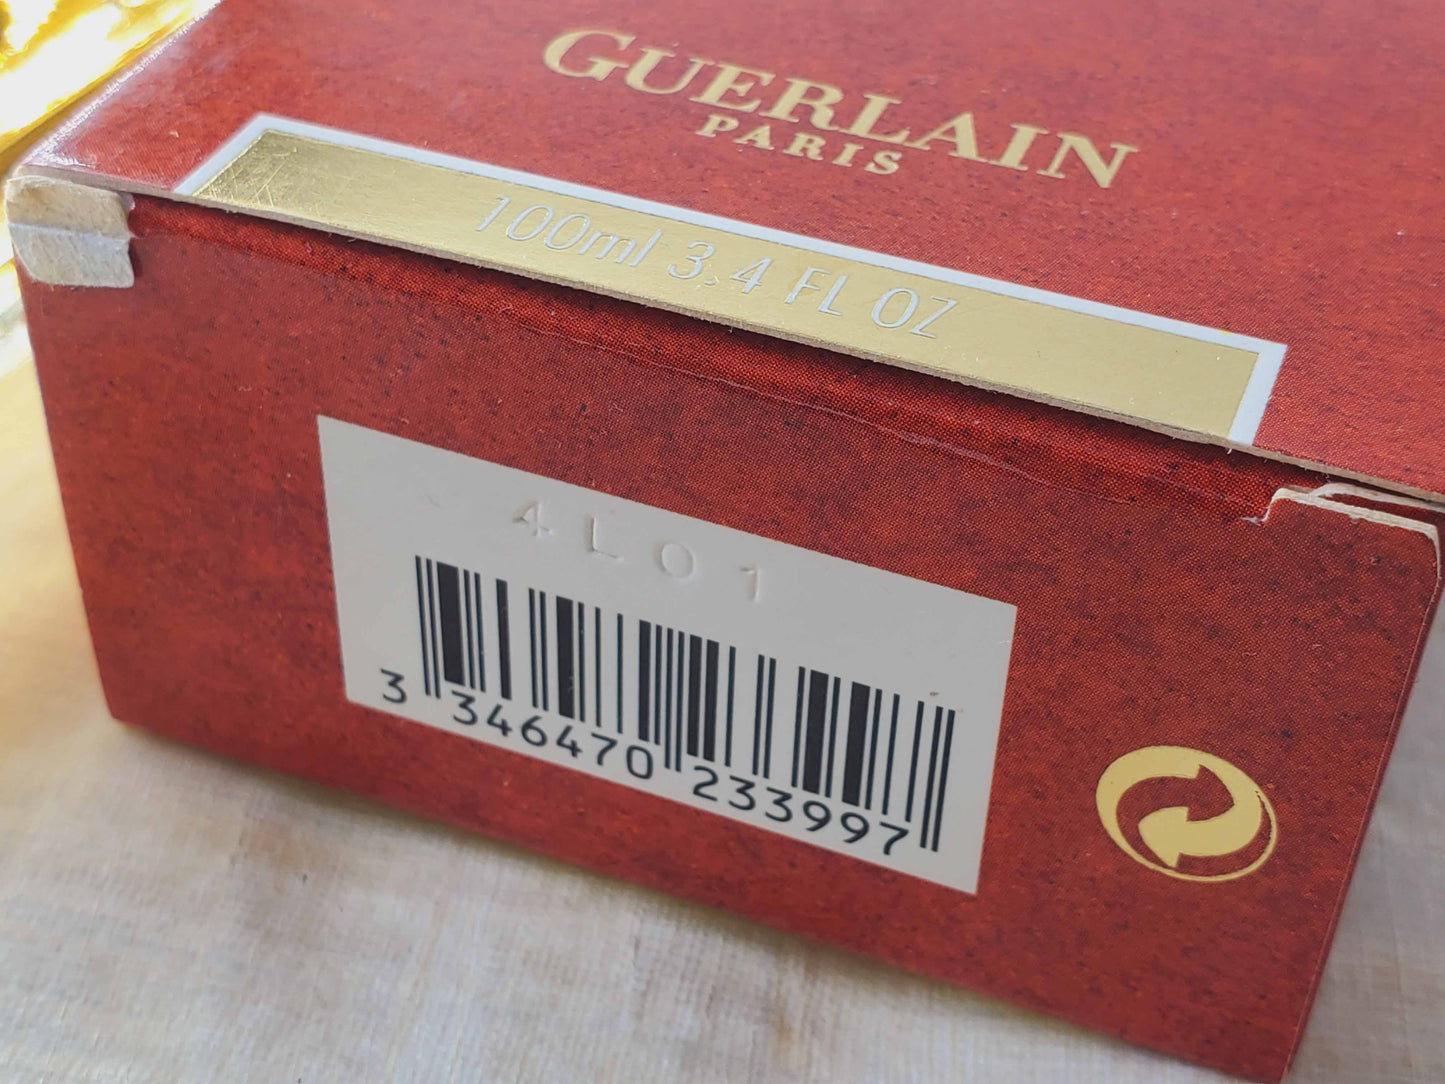 GUERLAIN
PARIS
100ml 3.4 FL OZ
4L01
3 346470 233997